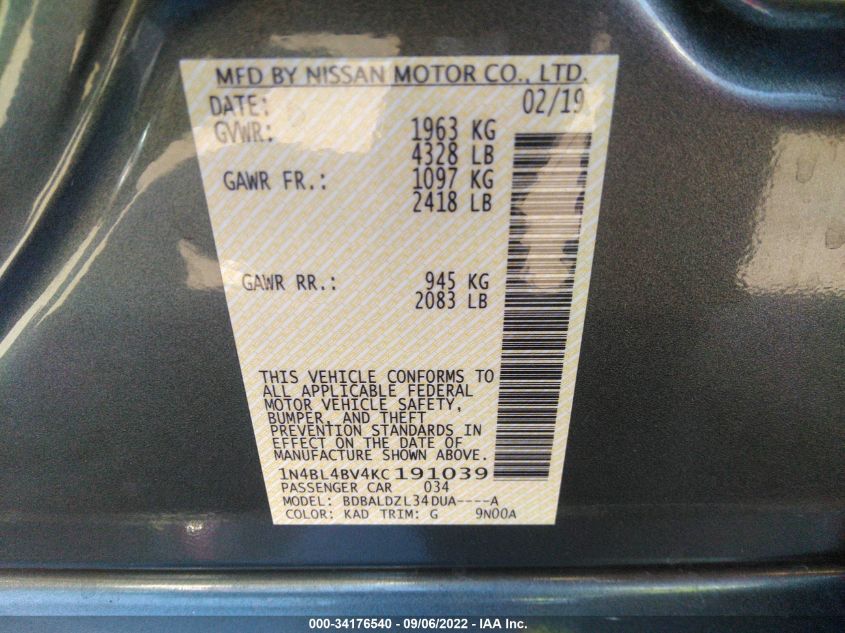 MFD BY NISSAN MOTOR CO., LTD.
DATE: 02/19
GVWR: 1963 KG
4328 LB
GAWR FR.: 1097 KG
2418 LB
GAWR RR.: 945 KG
2083 LB
THIS VEHICLE CONFORMS TO
ALL APPLICABLE FEDERAL
MOTOR VEHICLE SAFETY,
BUMPER, AND THEFT
PREVENTION STANDARDS IN
EFFECT ON THE DATE OF
MANUFACTURE SHOWN ABOVE.
1N4BL4BV4KC191039
PASSENGER CAR 034
MODEL: BDBALDZL34DUA----A
COLOR: KAD TRIM: G 9N00A
000-34176540 - 09/06/2022 - IAA Inc.